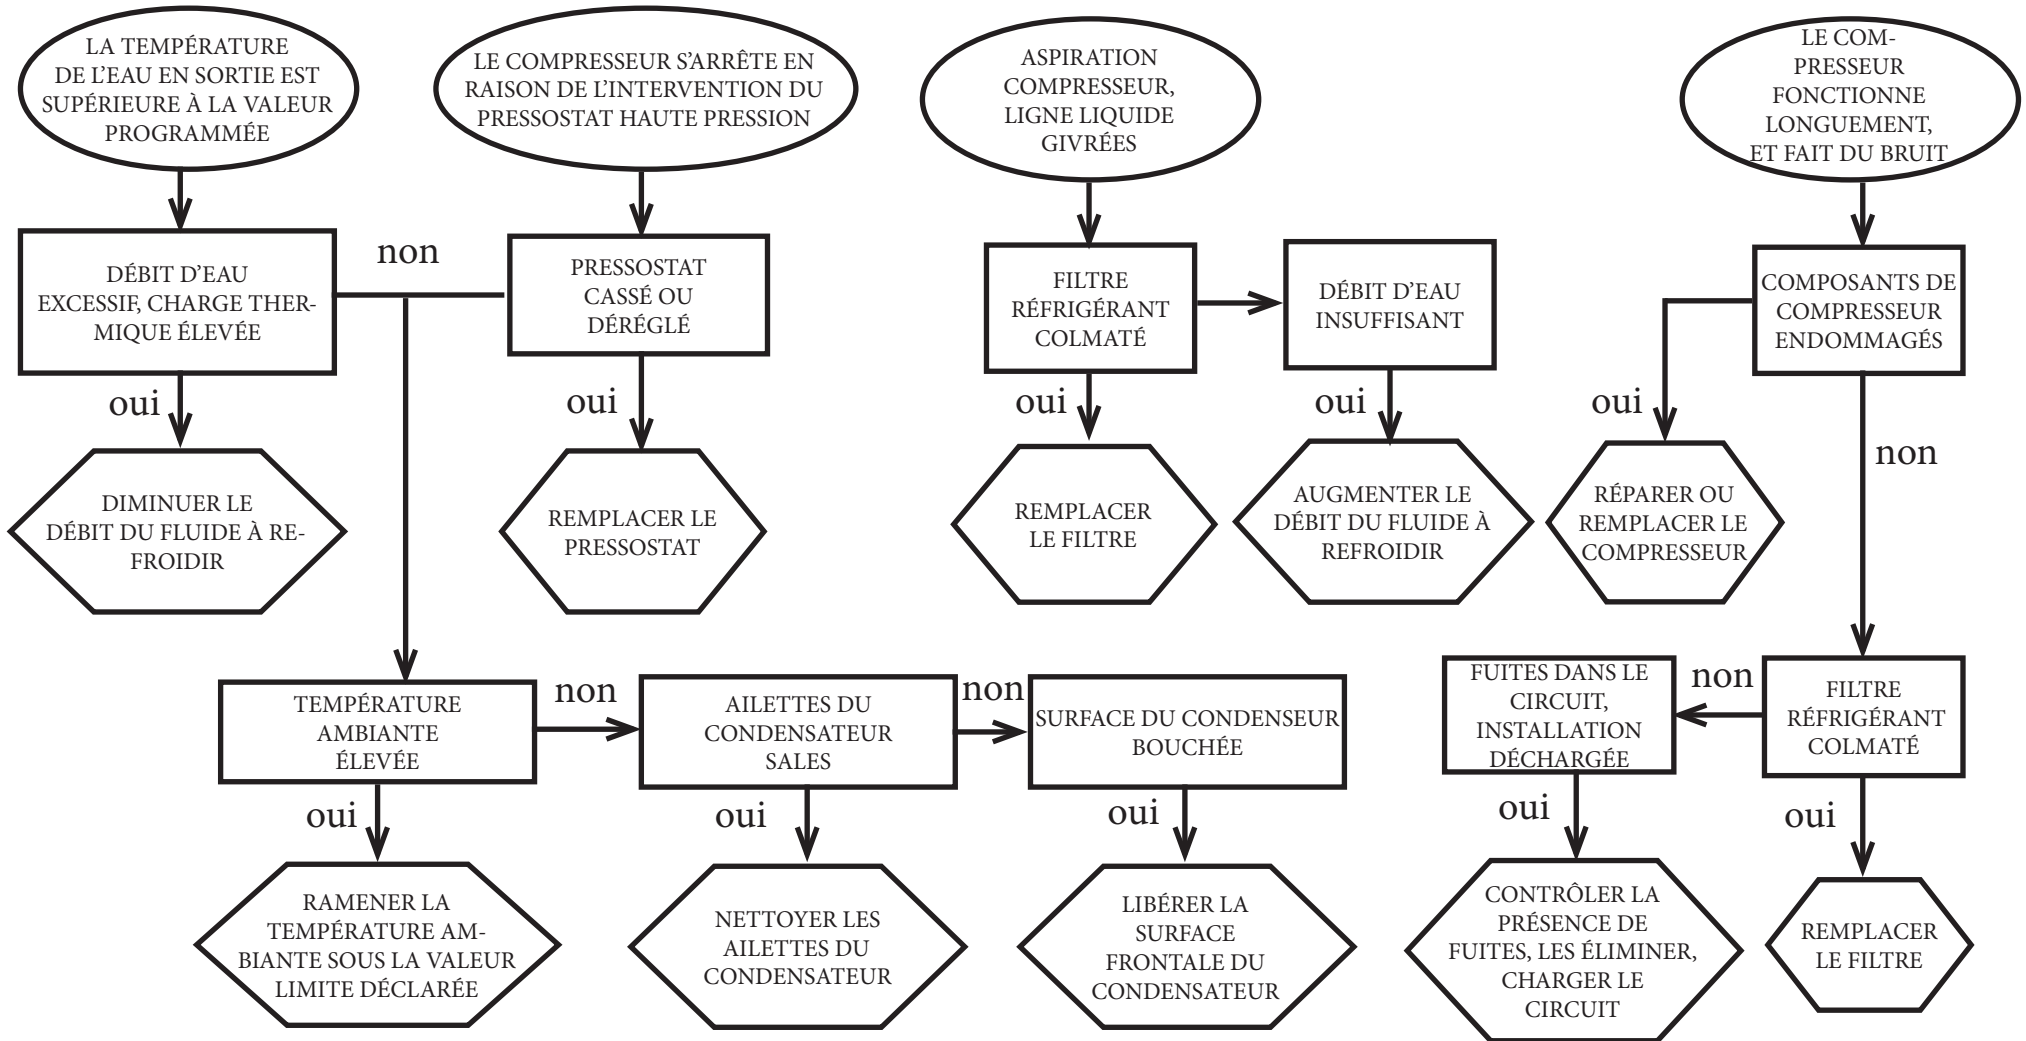 LA TEMPÉRATURE
DE L'EAU EN SORTIE EST
SUPÉRIEURE À LA VALEUR
PROGRAMMÉE
LE COMPRESSEUR S'ARRÊTE EN
RAISON DE L'INTERVENTION DU
PRESSOSTAT HAUTE PRESSION
ASPIRATION
COMPRESSEUR,
LIGNE LIQUIDE
GIVRÉES
LE COM-
PRESSEUR
FONCTIONNE
LONGUEMENT,
ET FAIT DU BRUIT
DÉBIT D'EAU
EXCESSIF, CHARGE THER-
MIQUE ÉLEVÉE
non
PRESSOSTAT
CASSÉ OU
DÉRÉGLÉ
FILTRE
RÉFRIGÉRANT
COLMATÉ
DÉBIT D'EAU
INSUFFISANT
COMPOSANTS DE
COMPRESSEUR
ENDOMMAGÉS
oui
oui
oui
oui
oui
non
DIMINUER LE
DÉBIT DU FLUIDE À RE-
FROIDIR
REMPLACER LE
PRESSOSTAT
REMPLACER
LE FILTRE
AUGMENTER LE
DÉBIT DU FLUIDE À
REFROIDIR
RÉPARER OU
REMPLACER LE
COMPRESSEUR
TEMPÉRATURE
AMBIANTE
ÉLEVÉE
non
AILETTES DU
CONDENSATEUR
SALES
non
SURFACE DU CONDENSEUR
BOUCHÉE
FUITES DANS LE
CIRCUIT,
INSTALLATION
DÉCHARGÉE
non
FILTRE
RÉFRIGÉRANT
COLMATÉ
oui
oui
oui
oui
oui
RAMENER LA
TEMPÉRATURE AM-
BIANTE SOUS LA VALEUR
LIMITE DÉCLARÉE
NETTOYER LES
AILETTES DU
CONDENSATEUR
LIBÉRER LA
SURFACE
FRONTALE DU
CONDENSATEUR
CONTRÔLER LA
PRÉSENCE DE
FUITES, LES ÉLIMINER,
CHARGER LE
CIRCUIT
REMPLACER
LE FILTRE